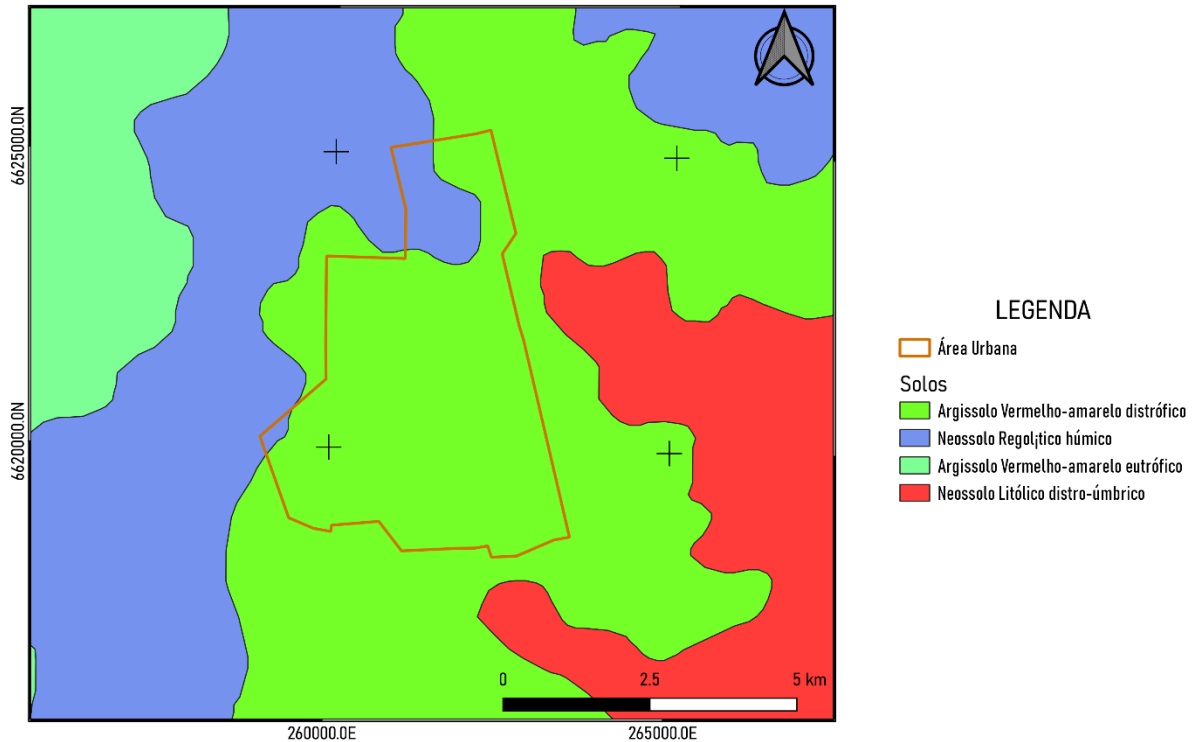 6625000.0N
6620000.0N
260000.0E
265000.0E
0 2.5 5 km
LEGENDA
Área Urbana
Solos
Argissolo Vermelho-amarelo distrófico
Neossolo Regolįtico húmico
Argissolo Vermelho-amarelo eutrófico
Neossolo Litólico distro-úmbrico